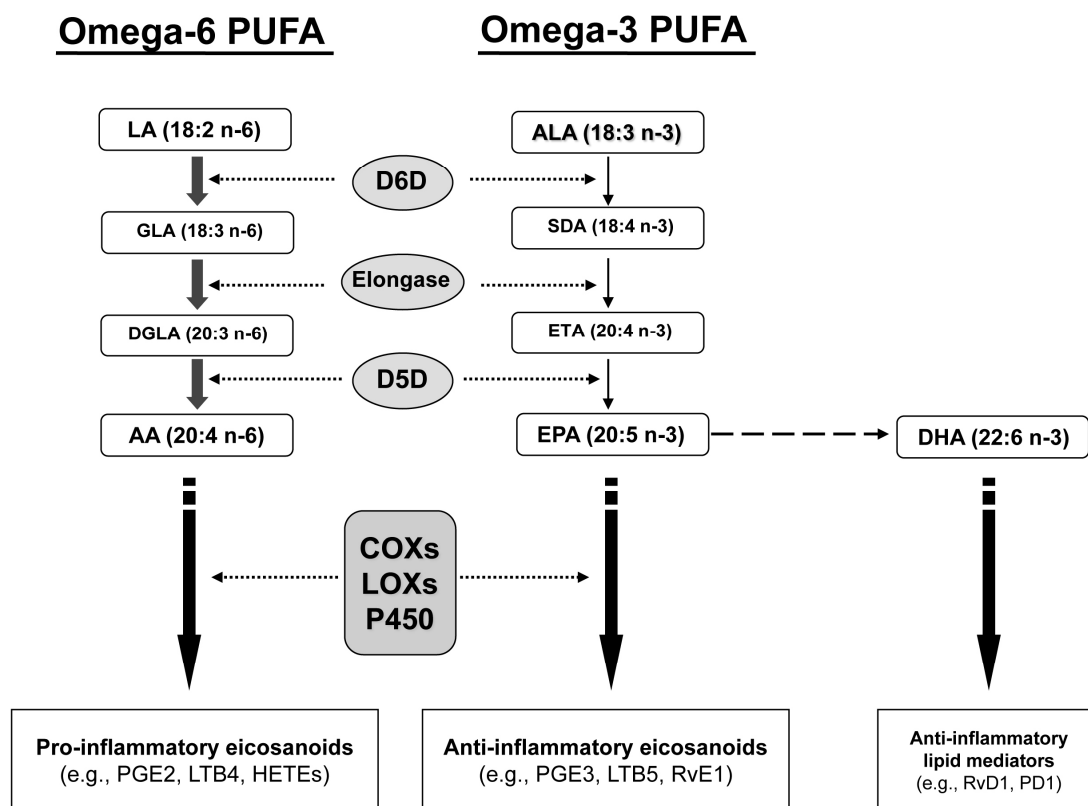 Omega-6 PUFA
Omega-3 PUFA
LA (18:2 n-6)
ALA (18:3 n-3)
D6D
GLA (18:3 n-6)
SDA (18:4 n-3)
Elongase
DGLA (20:3 n-6)
ETA (20:4 n-3)
D5D
AA (20:4 n-6)
EPA (20:5 n-3)
DHA (22:6 n-3)
COXs
LOXs
P450
Pro-inflammatory eicosanoids
(e.g., PGE2, LTB4, HETEs)
Anti-inflammatory eicosanoids
(e.g., PGE3, LTB5, RvE1)
Anti-inflammatory
lipid mediators
(e.g., RvD1, PD1)